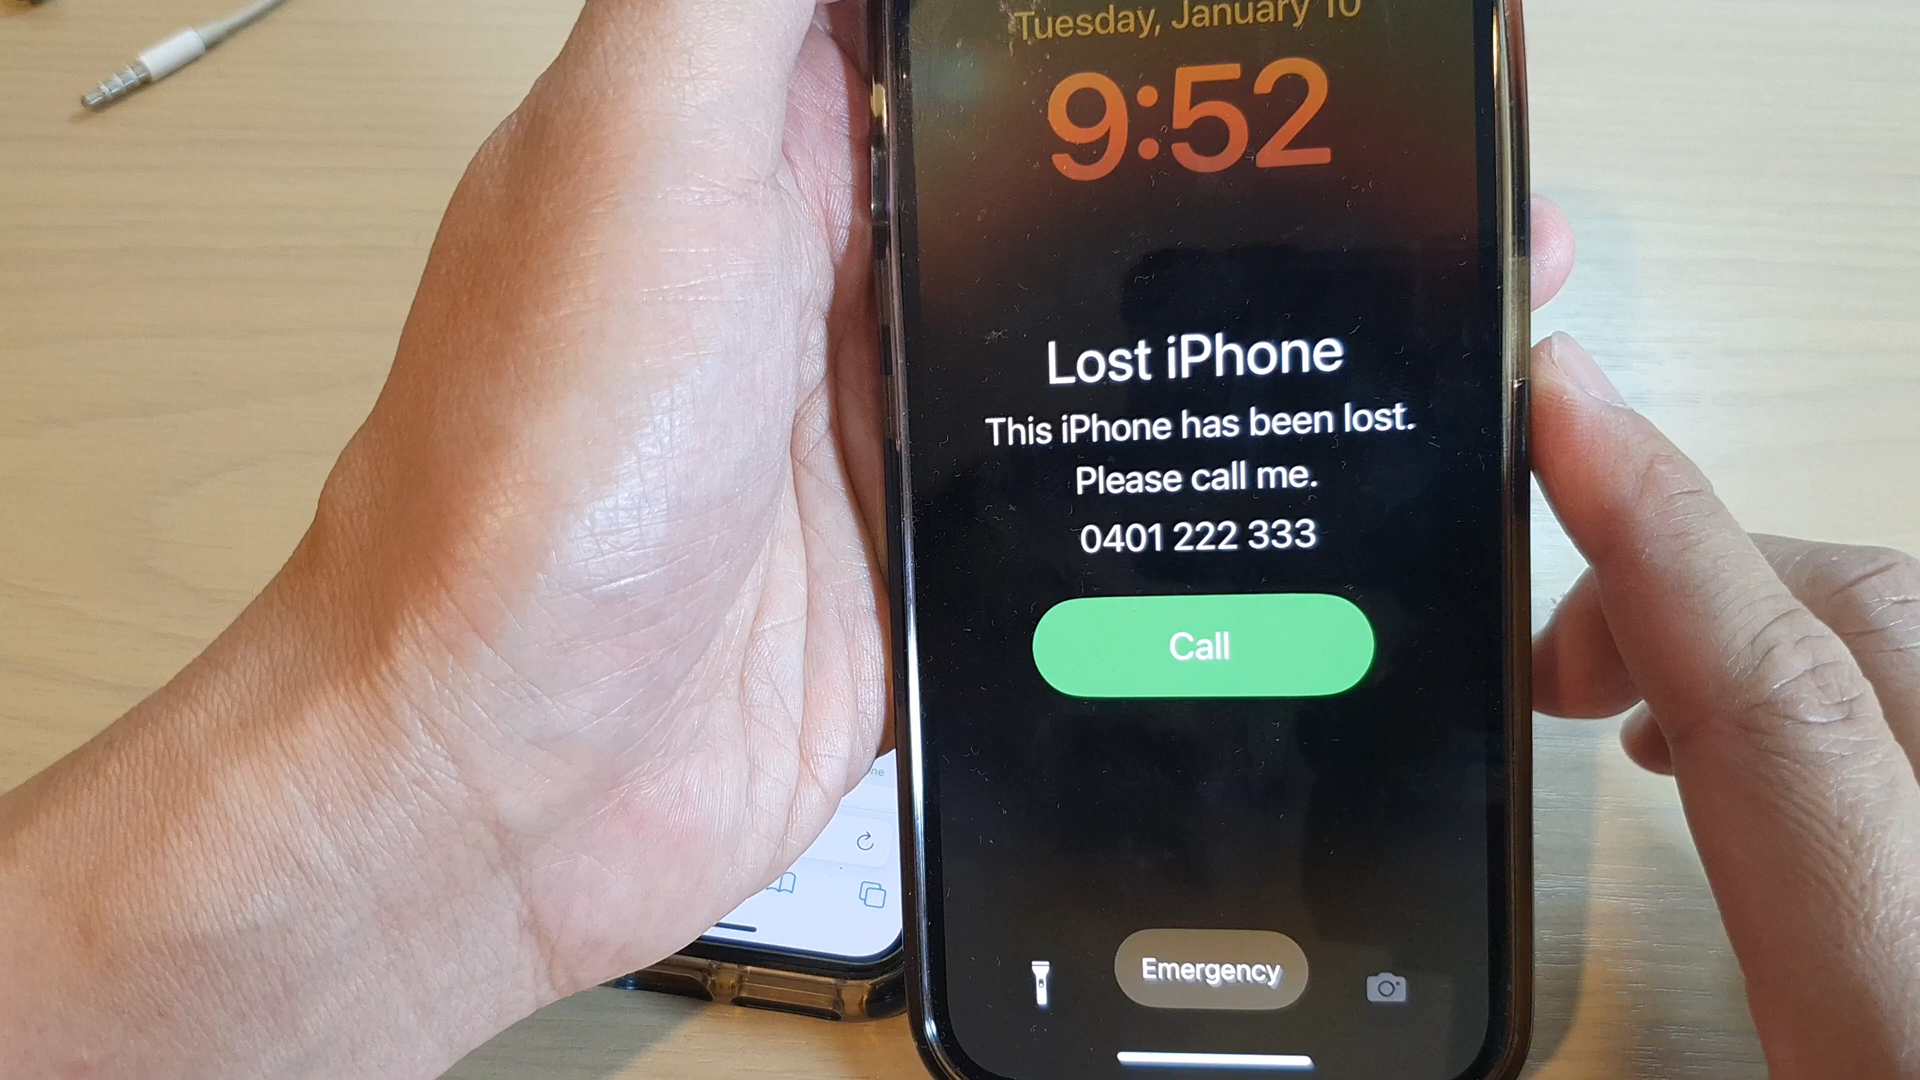 Tuesday, January 10
9:52
Lost iPhone
This iPhone has been lost.
Please call me.
0401 222 333
Call
Emergency